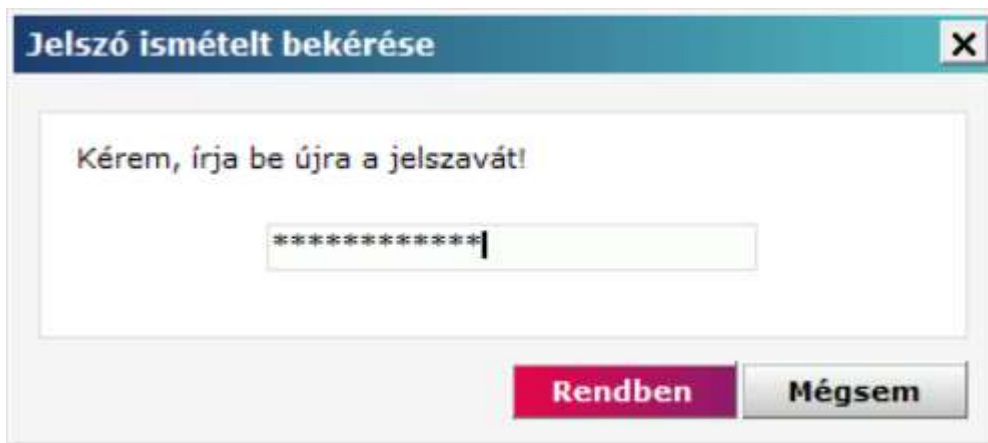 Jelszó ismételt bekérése
Kérem, írja be újra a jelszavát!
************
Rendben Mégsem